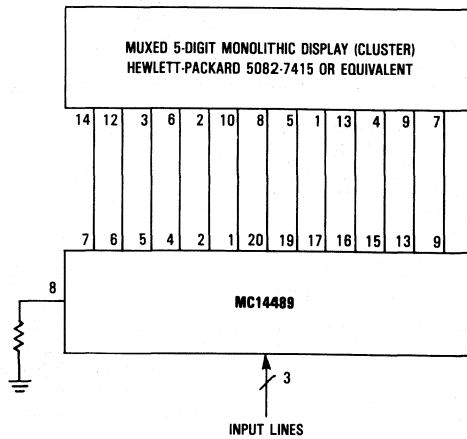 MUXED 5-DIGIT MONOLITHIC DISPLAY (CLUSTER)
HEWLETT-PACKARD 5082-7415 OR EQUIVALENT
14 12 3 6 2 10 8 5 1 13 4 9 7
7 6 5 4 2 1 20 19 17 16 15 13 9
8
MC14489
3
INPUT LINES